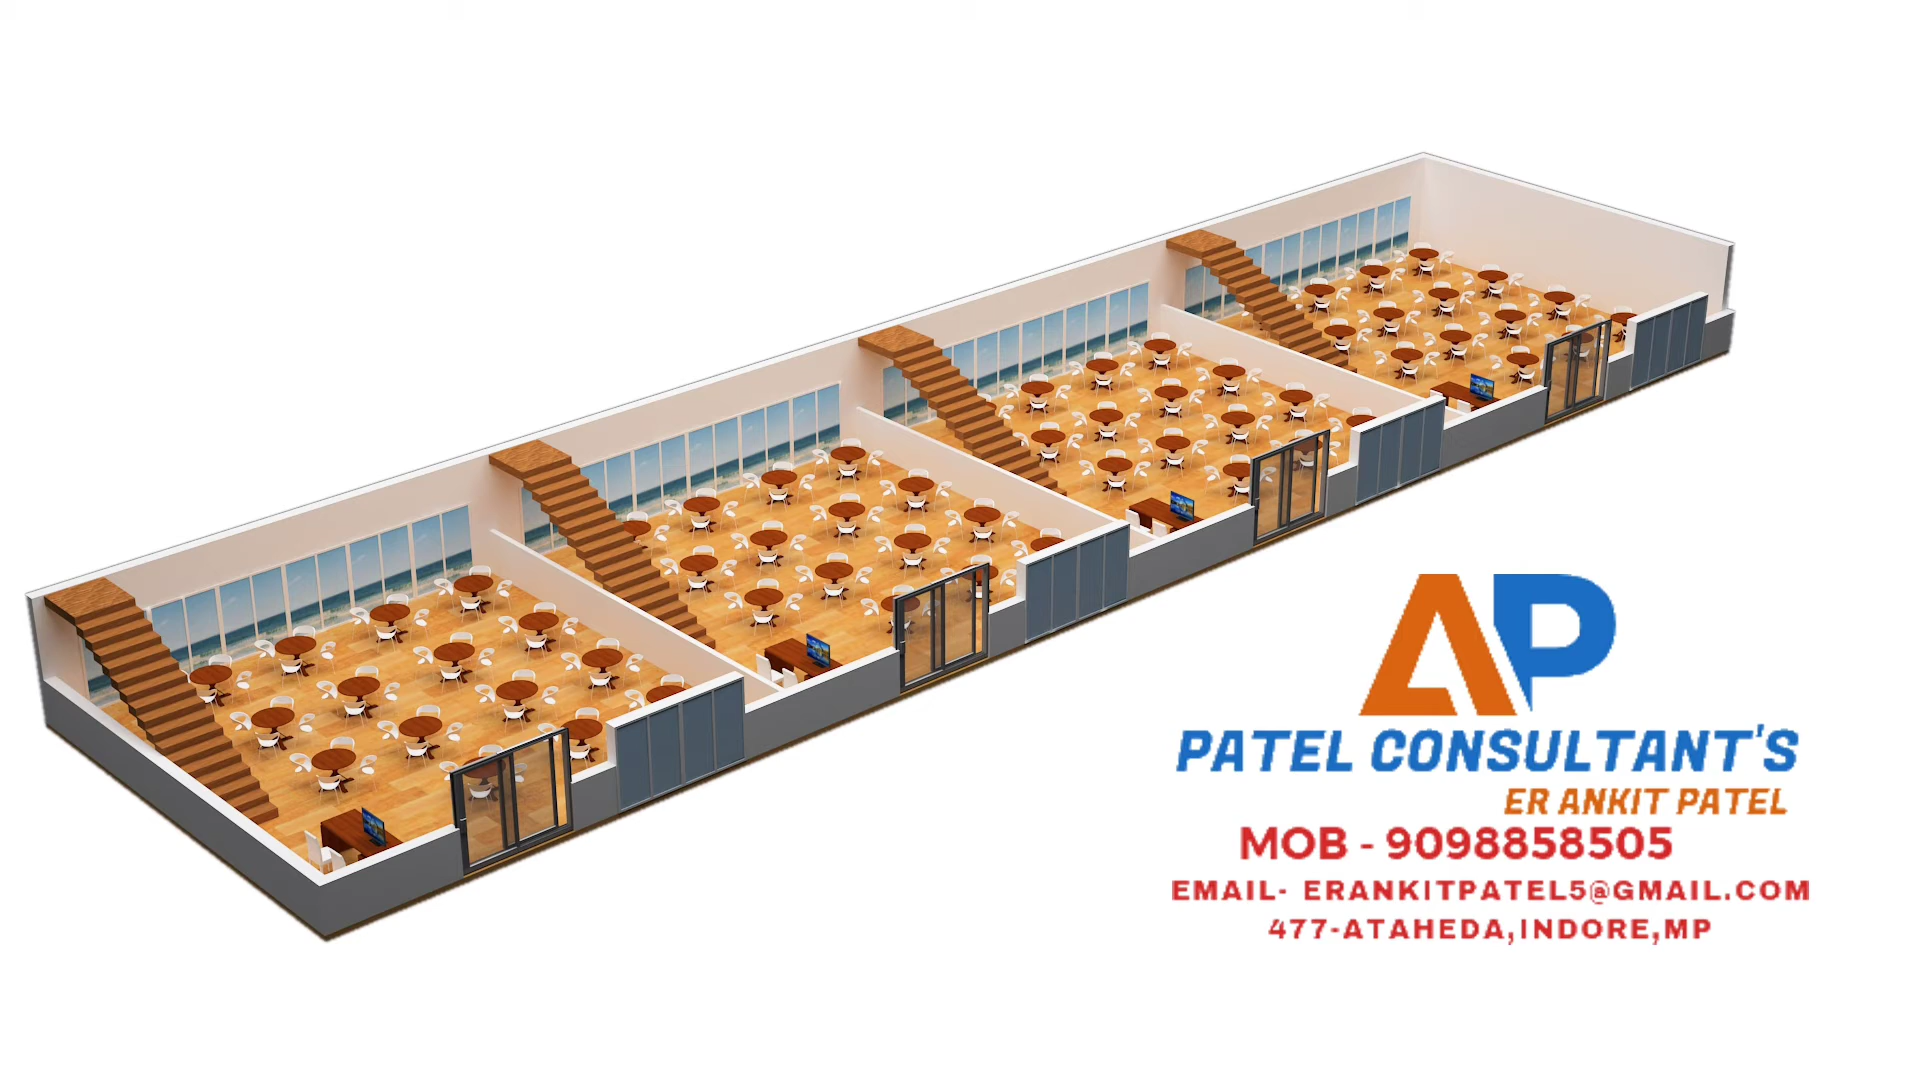 AP
PATEL CONSULTANT'S
ER ANKIT PATEL
MOB - 9098858505
EMAIL- ERANKITPATEL5@GMAIL.COM
477-ATAHEDA,INDORE,MP